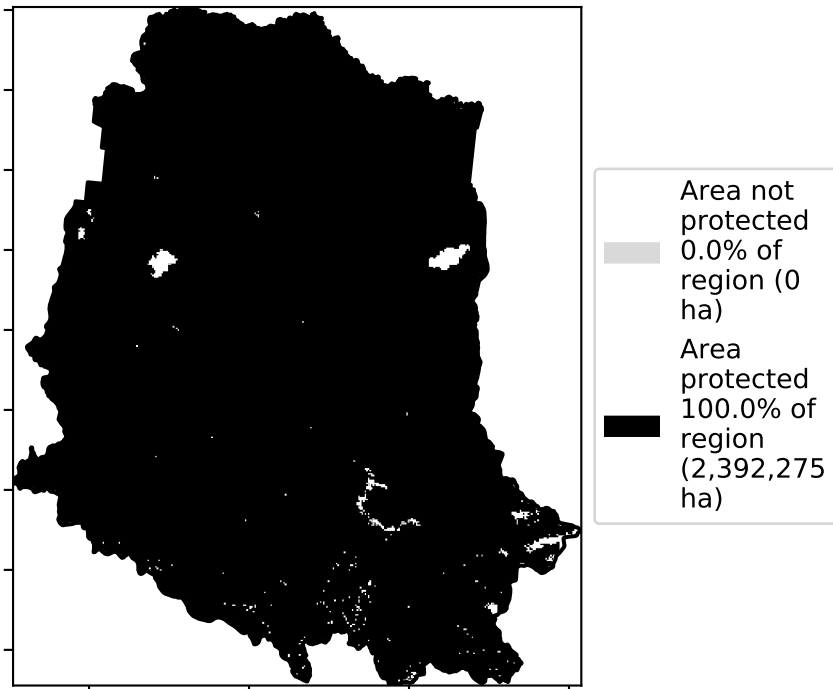 Area not
protected
0.0% of
region (0
ha)
Area
protected
100.0% of
region
(2,392,275
ha)